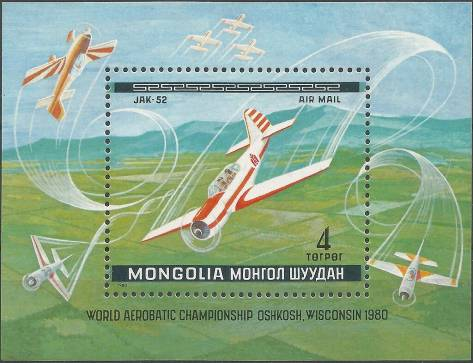 JAK-52 AIR MAIL
4
ТӨГРӨГ
MONGOLIA МОНГОЛ ШУУДАН
WORLD AEROBATIC CHAMPIONSHIP OSHKOSH, WISCONSIN 1980